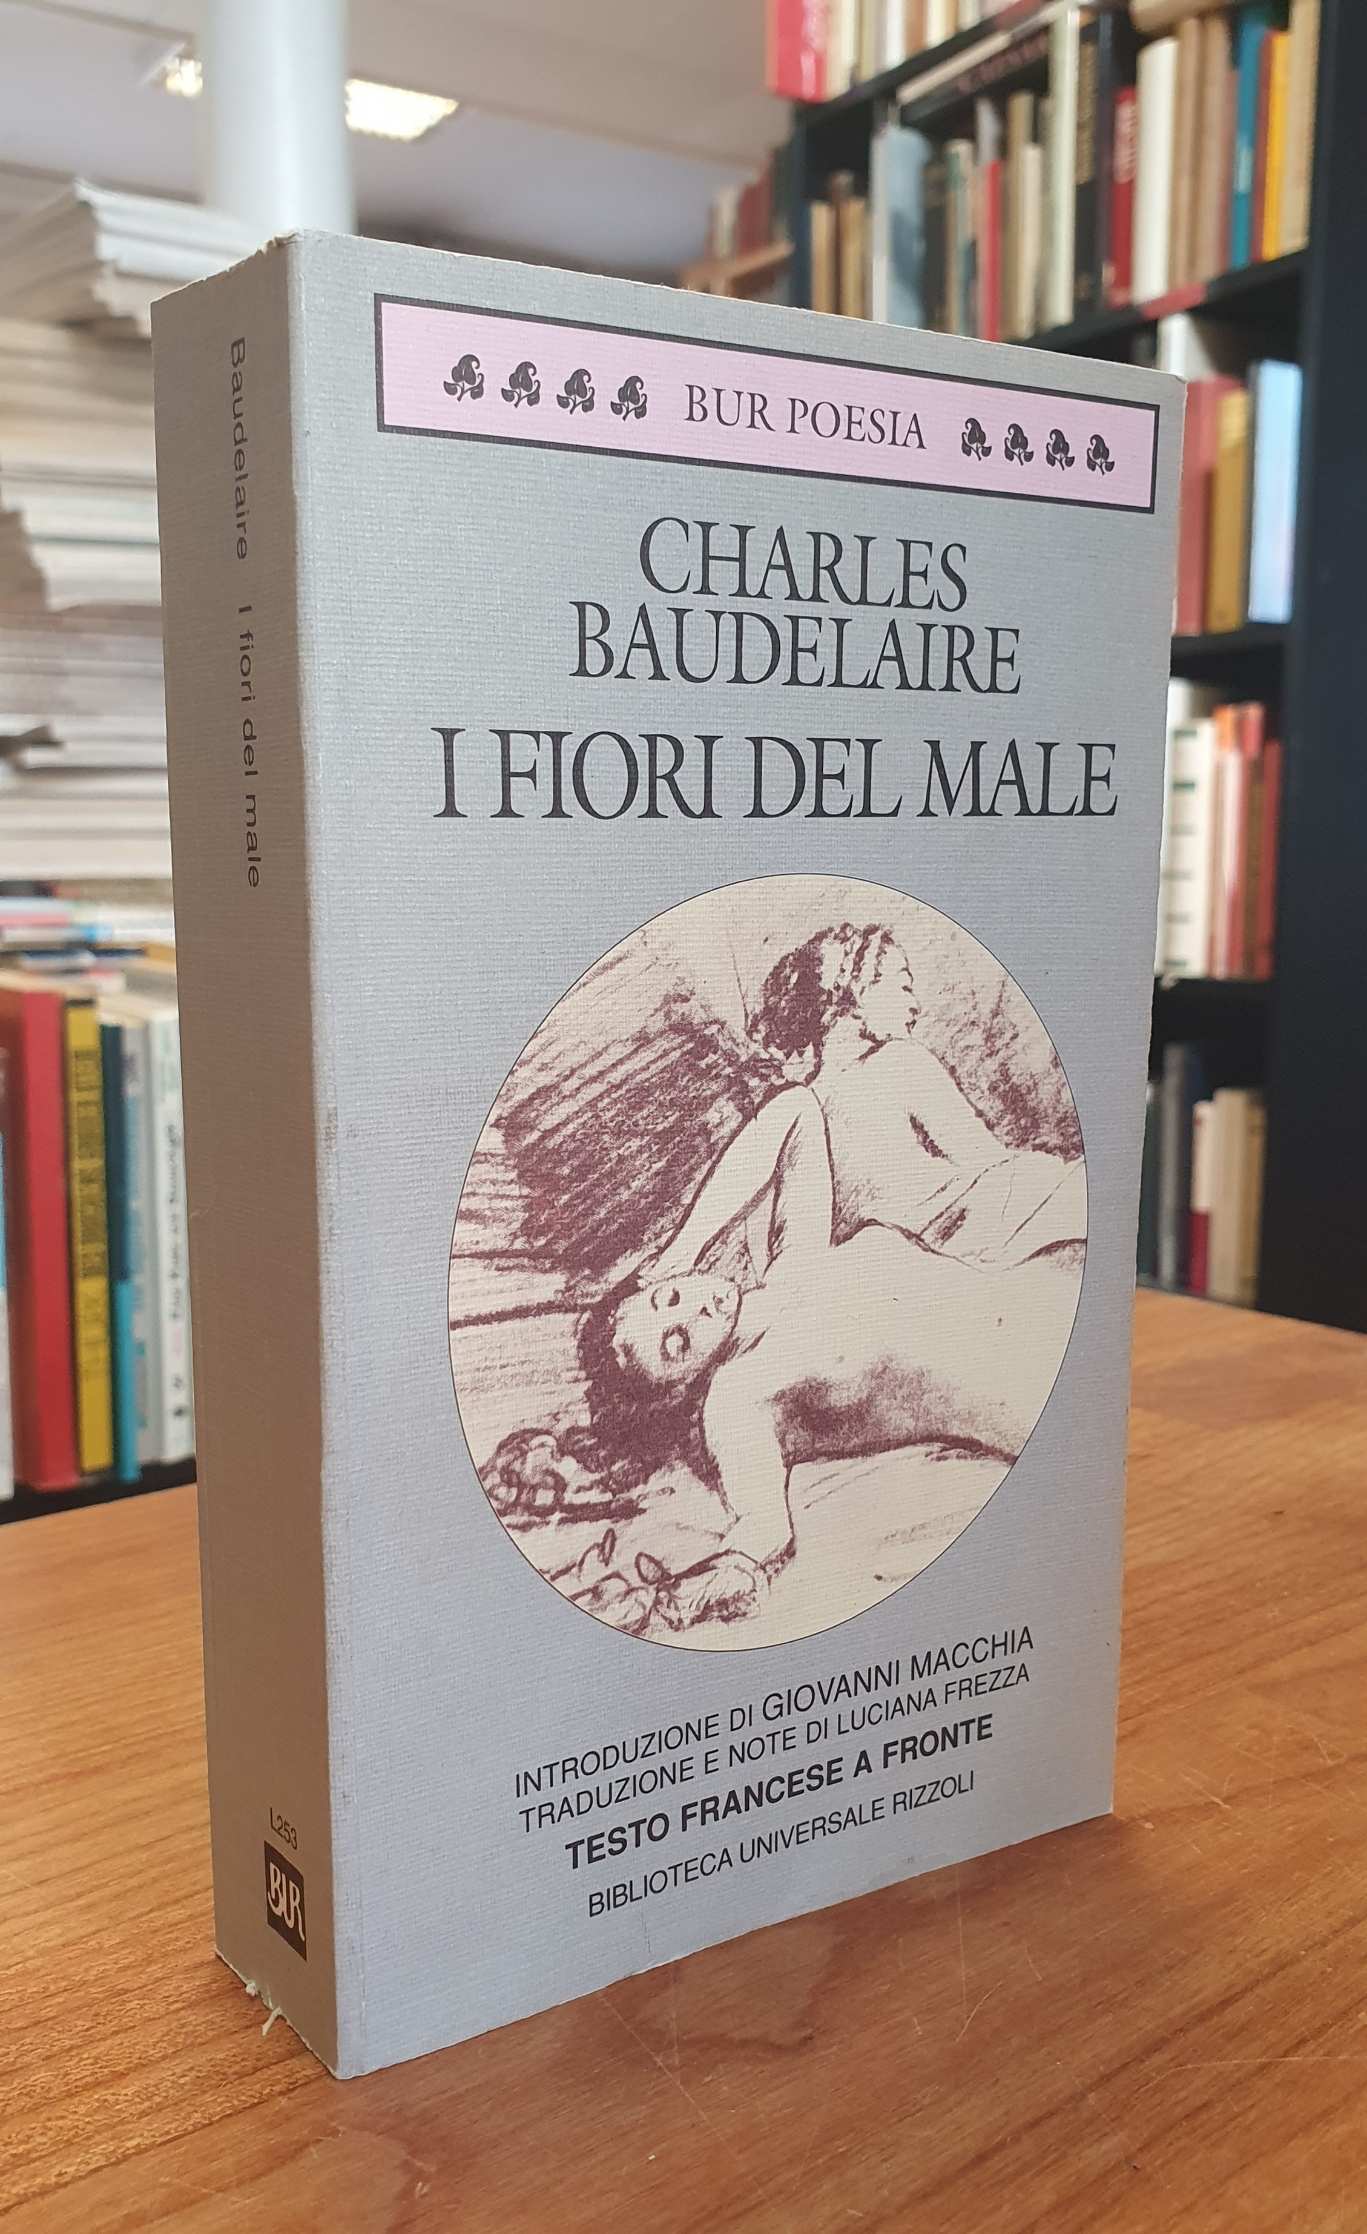 BUR POESIA
CHARLES
BAUDELAIRE
I FIORI DEL MALE
INTRODUZIONE DI GIOVANNI MACCHIA
TRADUZIONE E NOTE DI LUCIANA FREZZA
TESTO FRANCESE A FRONTE
BIBLIOTECA UNIVERSALE RIZZOLI
Baudelaire I fiori del male
L253
BUR